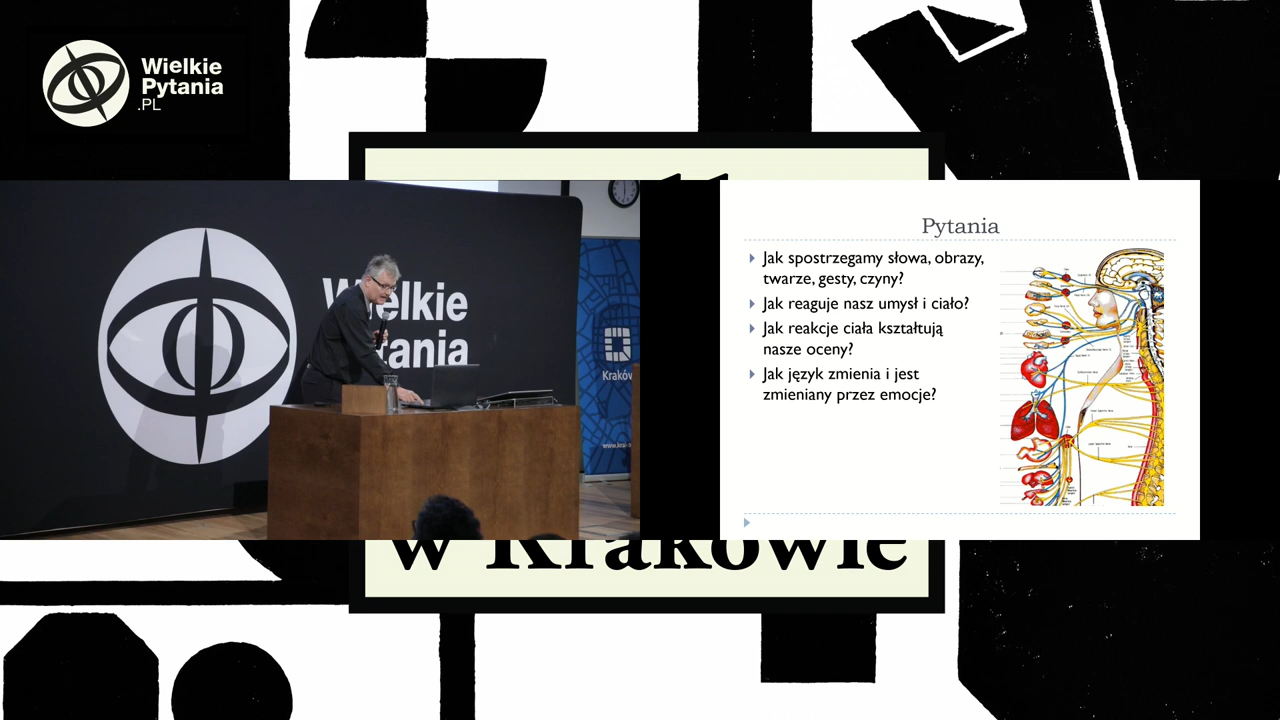 Wielkie
Pytania
.PL
Wielkie
tania
Kraków
Pytania
Jak spostrzegamy słowa, obrazy,
twarze, gesty, czyny?
Jak reaguje nasz umysł i ciało?
Jak reakcje ciała kształtują
nasze oceny?
Jak język zmienia i jest
zmieniany przez emocje?
w Krakowie